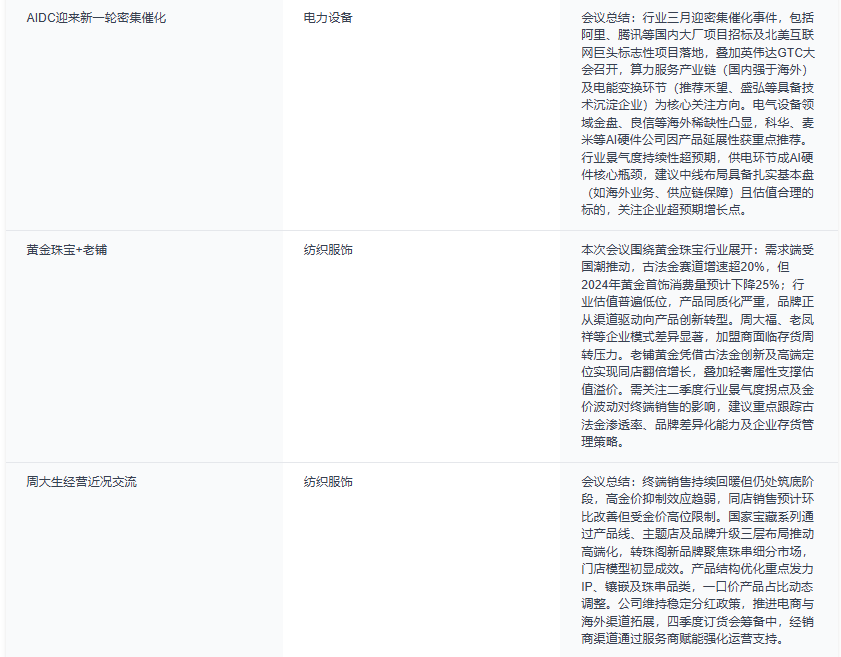 AIDC迎来新一轮密集催化
电力设备
会议总结：行业三月迎密集催化事件，包括
阿里、腾讯等国内大厂项目招标及北美互联
网巨头标志性项目落地，叠加英伟达GTC大
会召开，算力服务产业链（国内强于海外）
及电能变换环节（推荐禾望、盛弘等具备技
术沉淀企业）为核心关注方向。电气设备领
域金盘、良信等海外稀缺性凸显，科华、麦
米等AI硬件公司因产品延展性获重点推荐。
行业景气度持续性超预期，供电环节成AI硬
件核心瓶颈，建议中线布局具备扎实基本盘
（如海外业务、供应链保障）且估值合理的
标的，关注企业超预期增长点。
黄金珠宝+老铺
纺织服饰
本次会议围绕黄金珠宝行业展开：需求端受
国潮推动，古法金赛道增速超20%，但
2024年黄金首饰消费量预计下降25%；行
业估值普遍低位，产品同质化严重，品牌正
从渠道驱动向产品创新转型。周大福、老凤
祥等企业模式差异显著，加盟商面临存货周
转压力。老铺黄金凭借古法金创新及高端定
位实现同店翻倍增长，叠加轻奢属性支撑估
值溢价。需关注二季度行业景气度拐点及金
价波动对终端销售的影响，建议重点跟踪古
法金渗透率、品牌差异化能力及企业存货管
理策略。
周大生经营近况交流
纺织服饰
会议总结：终端销售持续回暖但仍处筑底阶
段，高金价抑制效应趋弱，同店销售预计环
比改善但受金价高位限制。国家宝藏系列通
过产品线、主题店及品牌升级三层布局推动
高端化，转珠阁新品牌聚焦珠串细分市场，
门店模型初显成效。产品结构优化重点发力
IP、镶嵌及珠串品类，一口价产品占比动态
调整。公司维持稳定分红政策，推进电商与
海外渠道拓展，四季度订货会筹备中，经销
商渠道通过服务商赋能强化运营支持。